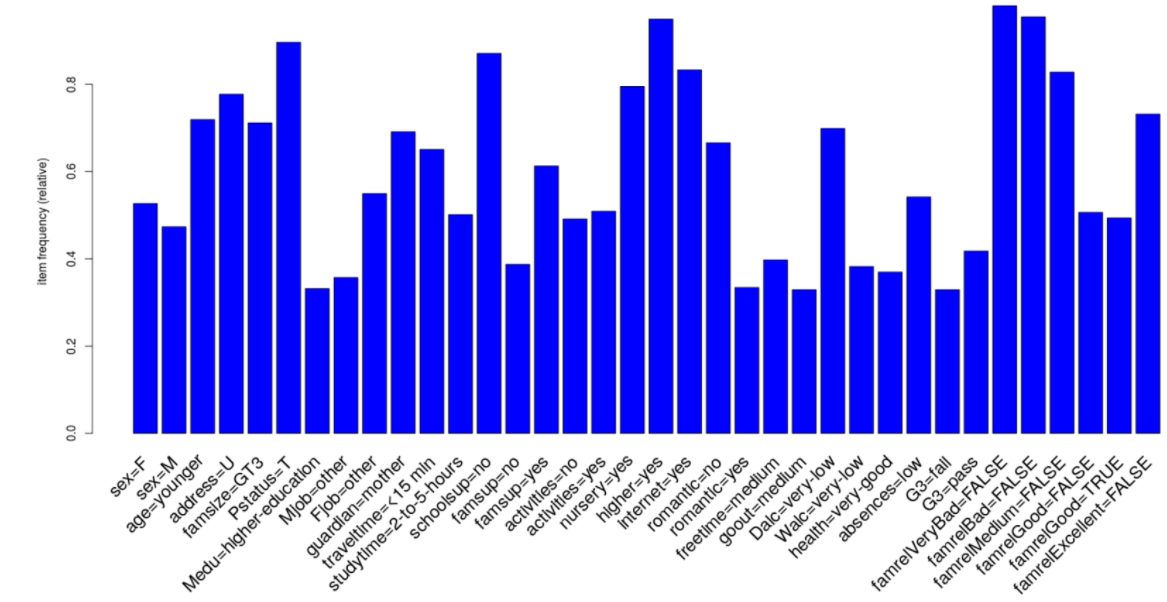 item frequency (relative)
0.8
0.6
0.4
0.2
0.0
sex=F
sex=M
age=younger
address=U
famsize=GT3
Pstatus=T
Medu=higher-education
Mjob=other
Fjob=other
guardian=mother
traveltime=<15 min
studytime=2-to-5-hours
schoolsup=no
famsup=no
famsup=yes
activities=no
activities=yes
nursery=yes
higher=yes
Internet=yes
romantic=no
romantic=yes
freetime=medium
goout=medium
Dalc=very-low
Walc=very-low
health=very-good
absences=low
G3=fail
G3=pass
famrelVeryBad=FALSE
famrelBad=FALSE
famrelMedium=FALSE
famrelGood=FALSE
famrelGood=TRUE
famrelExcellent=FALSE